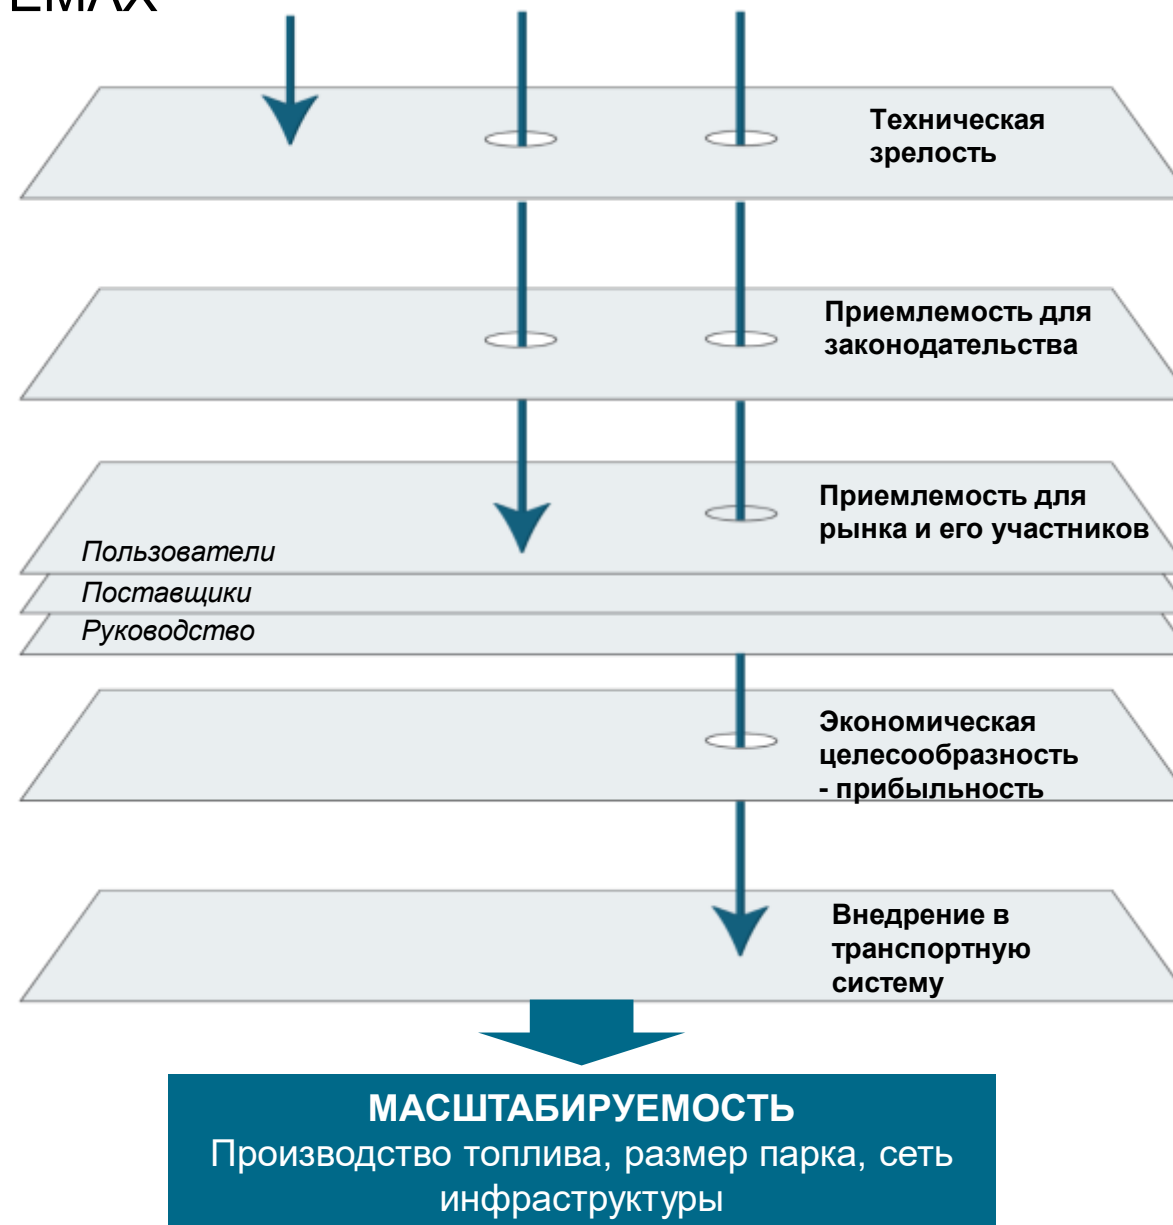 ЕМАХ
Техническая
зрелость
Приемлемость для
законодательства
Приемлемость для
рынка и его участников
Пользователи
Поставщики
Руководство
Экономическая
целесообразность
- прибыльность
Внедрение в
транспортную
систему
МАСШТАБИРУЕМОСТЬ
Производство топлива, размер парка, сеть
инфраструктуры